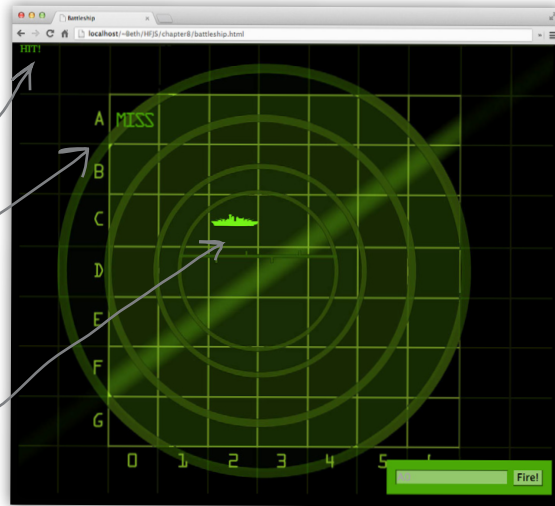 Battleship
localhost/~Beth/HFJS/chapter8/battleship.html
HIT!
A MISS
B
C
D
E
F
G
0 1 2 3 4 5
Fire!